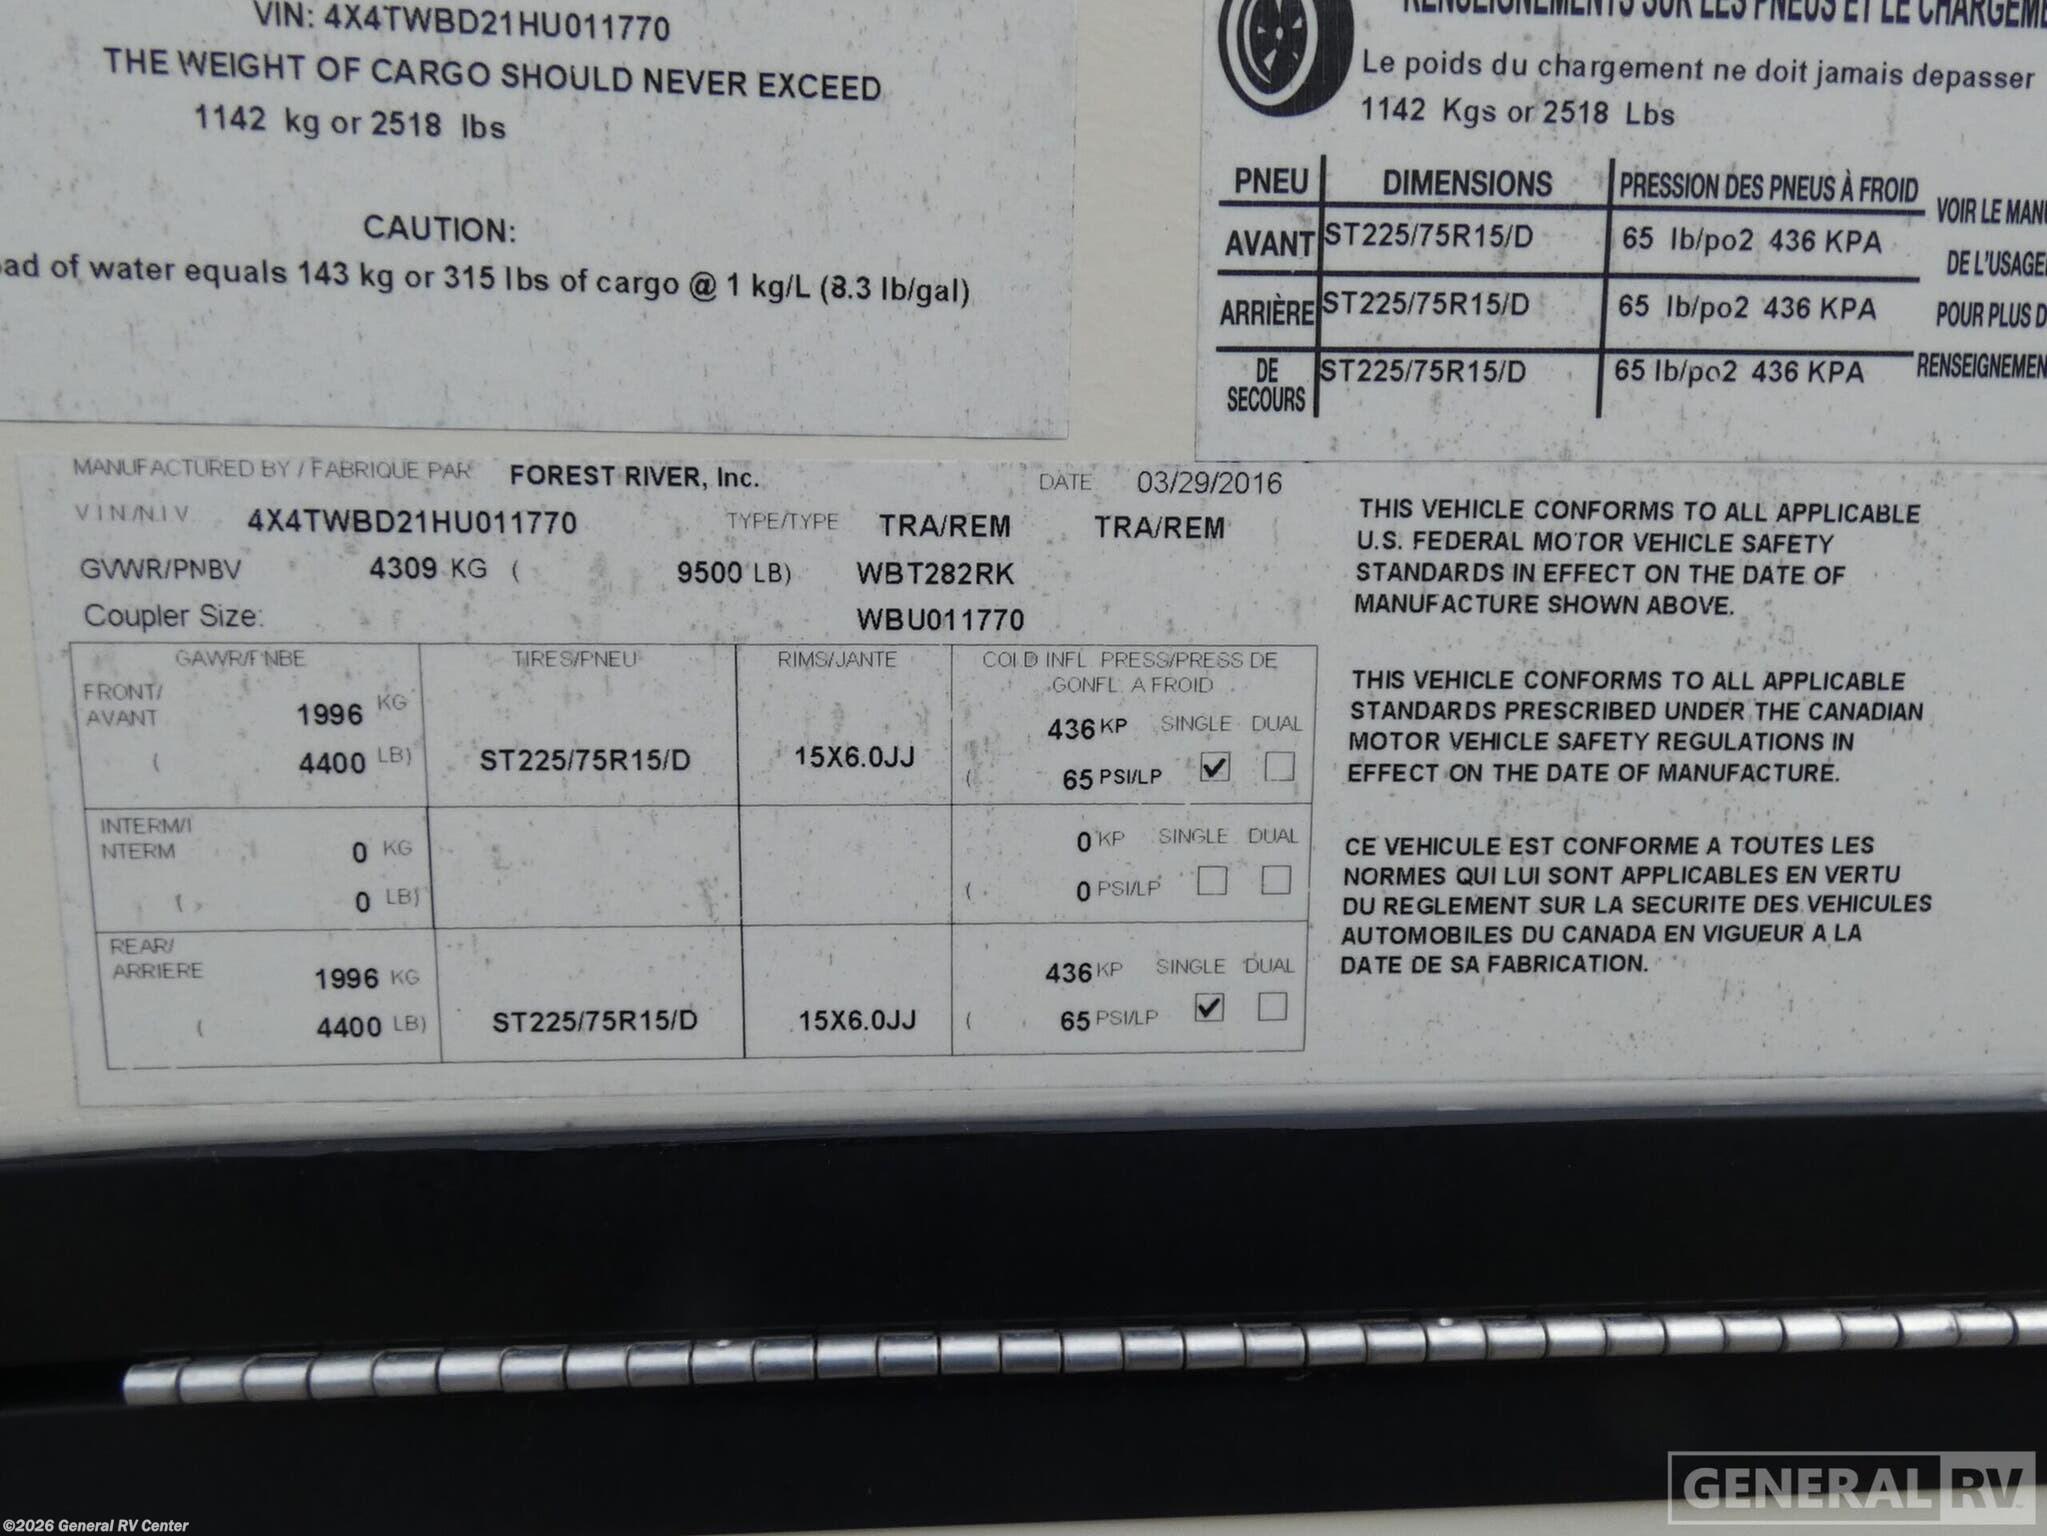 VIN: 4X4TWBD21HU011770
THE WEIGHT OF CARGO SHOULD NEVER EXCEED
1142 kg or 2518 lbs
CAUTION:
of water equals 143 kg or 315 lbs of cargo @ 1 kg/L (8.3 lb/gal)
RENSEIGNEMENTS SUR LES PNEUS ET LE
Le poids du chargement ne doit jamais depasser
1142 Kgs or 2518 Lbs
PNEU DIMENSIONS PRESSION DES PNEUS À FROID
AVANT ST225/75R15/D 65 lb/po2 436 KPA
ARRIÈRE ST225/75R15/D 65 lb/po2 436 KPA
DE SECOURS ST225/75R15/D 65 lb/po2 436 KPA
VOIR LE
DE
POUR PLUS
MANUFACTURED BY / FABRIQUE PAR FOREST RIVER, Inc. DATE 03/29/2016
VIN/NIV 4X4TWBD21HU011770 TYPE/TYPE TRA/REM TRA/REM
GVWR/PNBV 4309 KG ( 9500 LB) WBT282RK
Coupler Size: WBU011770
GAWR/PNBE TIRES/PNEU RIMS/JANTE COLD INFL PRESS/PRESS DE
GONFL A FROID
FRONT/
AVANT 1996 KG 436 KP SINGLE DUAL
( 4400 LB) ST225/75R15/D 15X6.0JJ ( 65 PSI/LP
INTERM/I
NTERM 0 KG 0 KP SINGLE DUAL
( 0 LB) ( 0 PSI/LP
REAR/
ARRIERE 1996 KG 436 KP SINGLE DUAL
( 4400 LB) ST225/75R15/D 15X6.0JJ ( 65 PSI/LP
THIS VEHICLE CONFORMS TO ALL APPLICABLE
U.S. FEDERAL MOTOR VEHICLE SAFETY
STANDARDS IN EFFECT ON THE DATE OF
MANUFACTURE SHOWN ABOVE.
THIS VEHICLE CONFORMS TO ALL APPLICABLE
STANDARDS PRESCRIBED UNDER THE CANADIAN
MOTOR VEHICLE SAFETY REGULATIONS IN
EFFECT ON THE DATE OF MANUFACTURE.
CE VEHICULE EST CONFORME A TOUTES LES
NORMES QUI LUI SONT APPLICABLES EN VERTU
DU REGLEMENT SUR LA SECURITE DES VEHICULES
AUTOMOBILES DU CANADA EN VIGUEUR A LA
DATE DE SA FABRICATION.
GENERAL RV
©2026 General RV Center